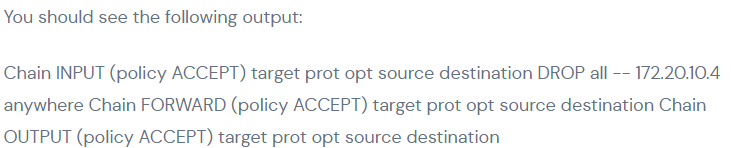 You should see the following output:
Chain INPUT (policy ACCEPT) target prot opt source destination DROP all -- 172.20.10.4
anywhere Chain FORWARD (policy ACCEPT) target prot opt source destination Chain
OUTPUT (policy ACCEPT) target prot opt source destination